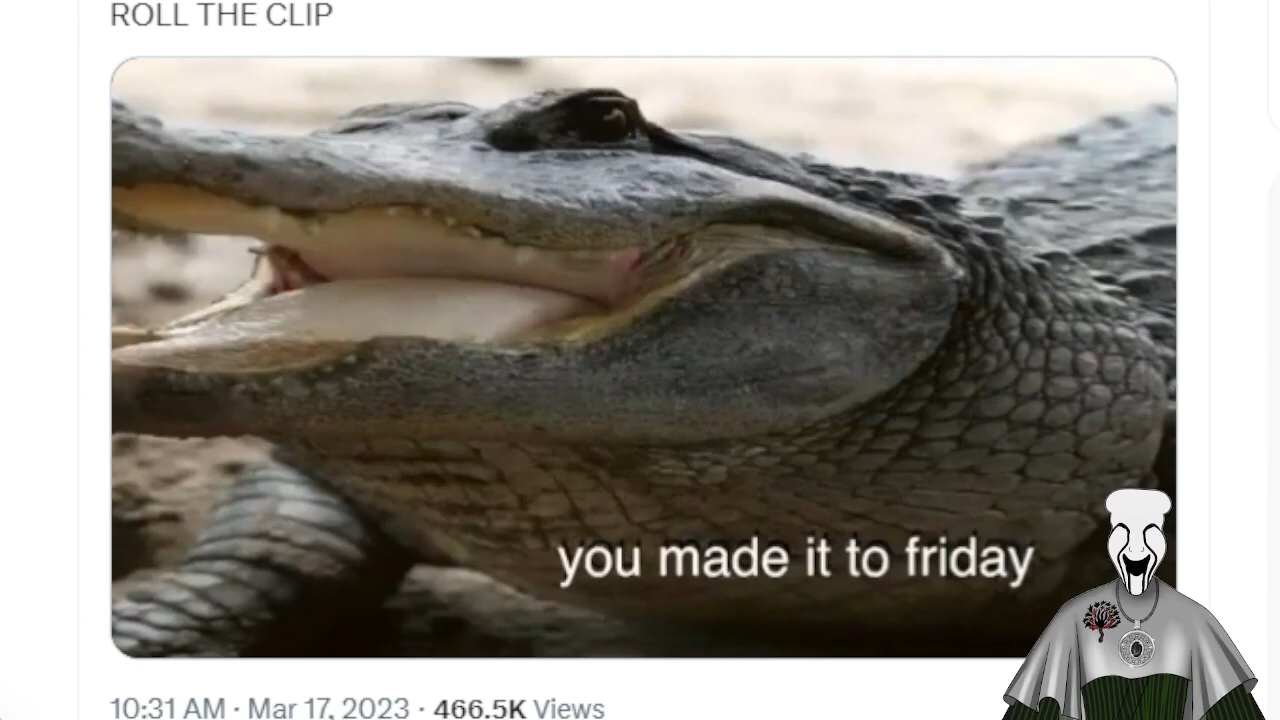 ROLL THE CLIP
you made it to friday
10:31 AM · Mar 17, 2023 · 466.5K Views